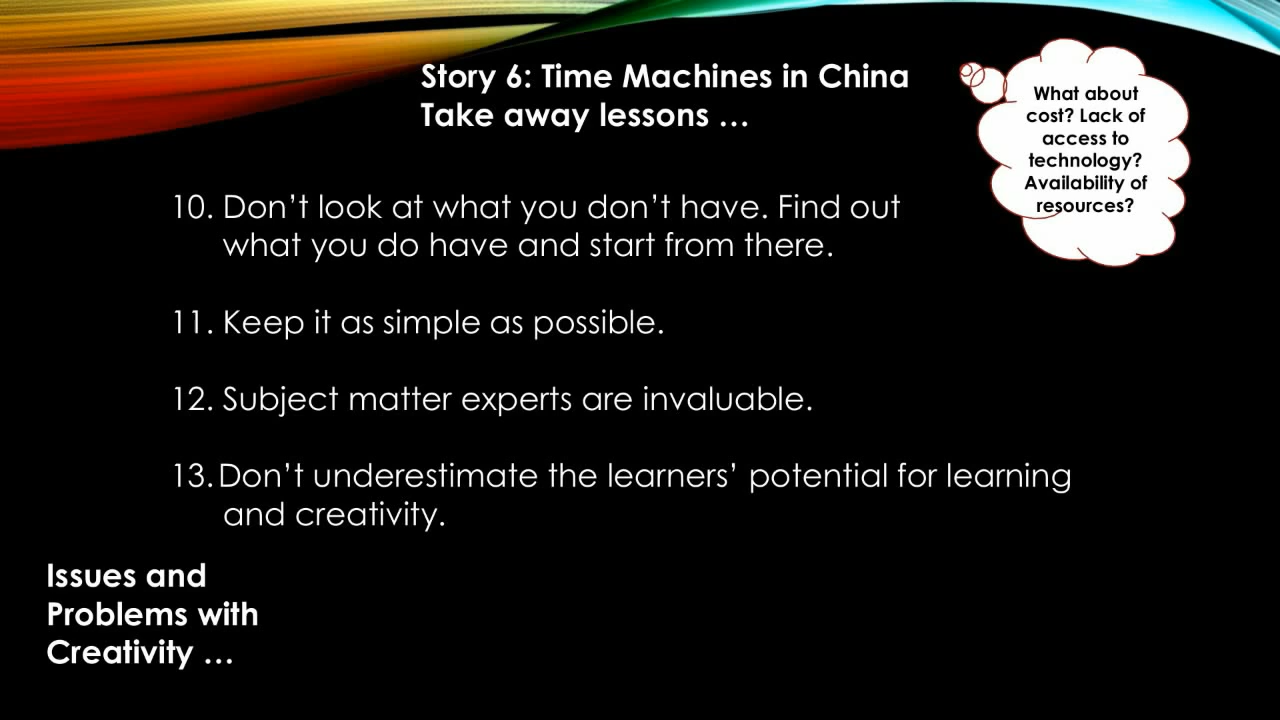 Story 6: Time Machines in China
Take away lessons …
What about
cost? Lack of
access to
technology?
Availability of
resources?
10. Don’t look at what you don’t have. Find out
what you do have and start from there.
11. Keep it as simple as possible.
12. Subject matter experts are invaluable.
13. Don’t underestimate the learners’ potential for learning
and creativity.
Issues and
Problems with
Creativity …